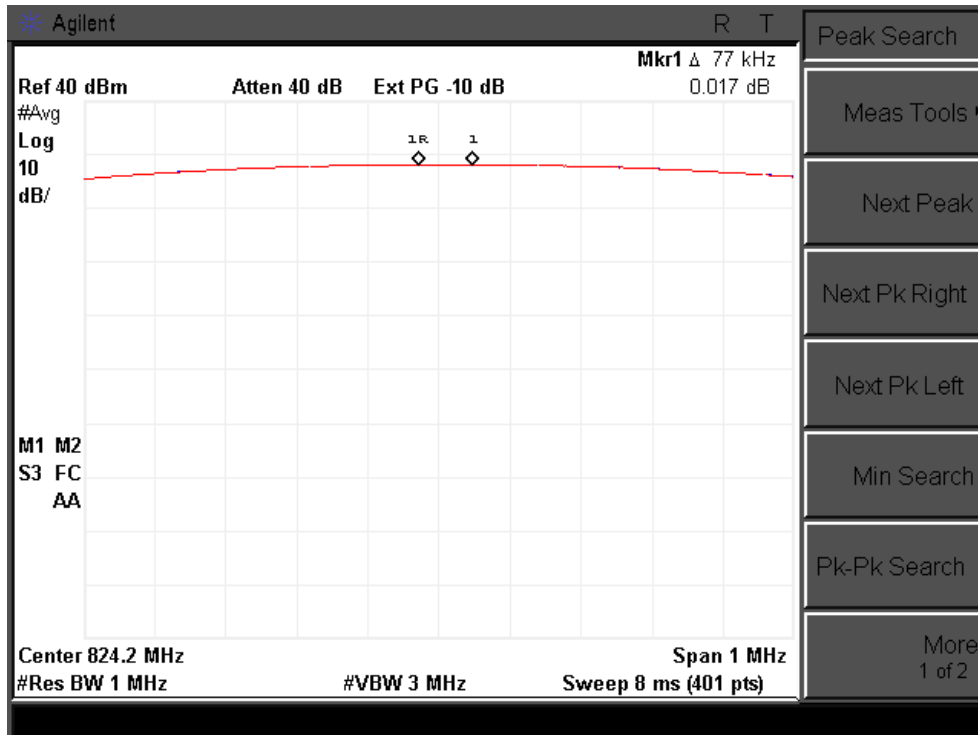 Agilent R T
Mkr1 Δ 77 kHz
Ref 40 dBm Atten 40 dB Ext PG -10 dB 0.017 dB
#Avg
Log
10
dB/
1R 1
M1 M2
S3 FC
AA
Center 824.2 MHz Span 1 MHz
#Res BW 1 MHz #VBW 3 MHz Sweep 8 ms (401 pts)
Peak Search
Meas Tools
Next Peak
Next Pk Right
Next Pk Left
Min Search
Pk-Pk Search
More
1 of 2